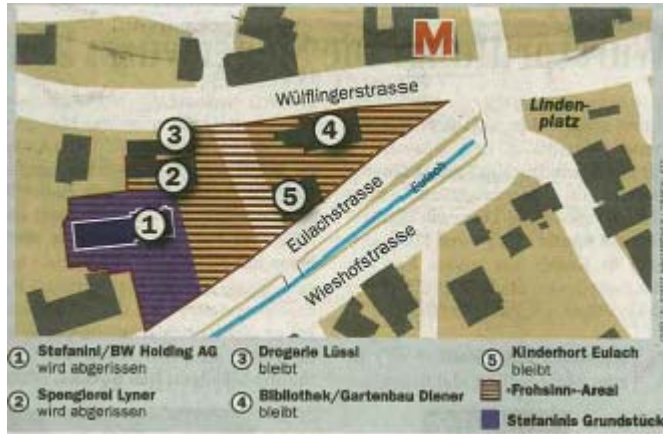 M
Wülflingerstrasse
Linden-
platz
3
4
2
5
1
Eulachstrasse
Eulach
Wieshofstrasse
1 Stefanini/BW Holding AG
wird abgerissen
2 Spenglerei Lyner
wird abgerissen
3 Drogerie Lüssi
bleibt
4 Bibliothek/Gartenbau Diener
bleibt
5 Kinderhort Eulach
bleibt
«Frohsinn»-Areal
Stefaninis Grundstück